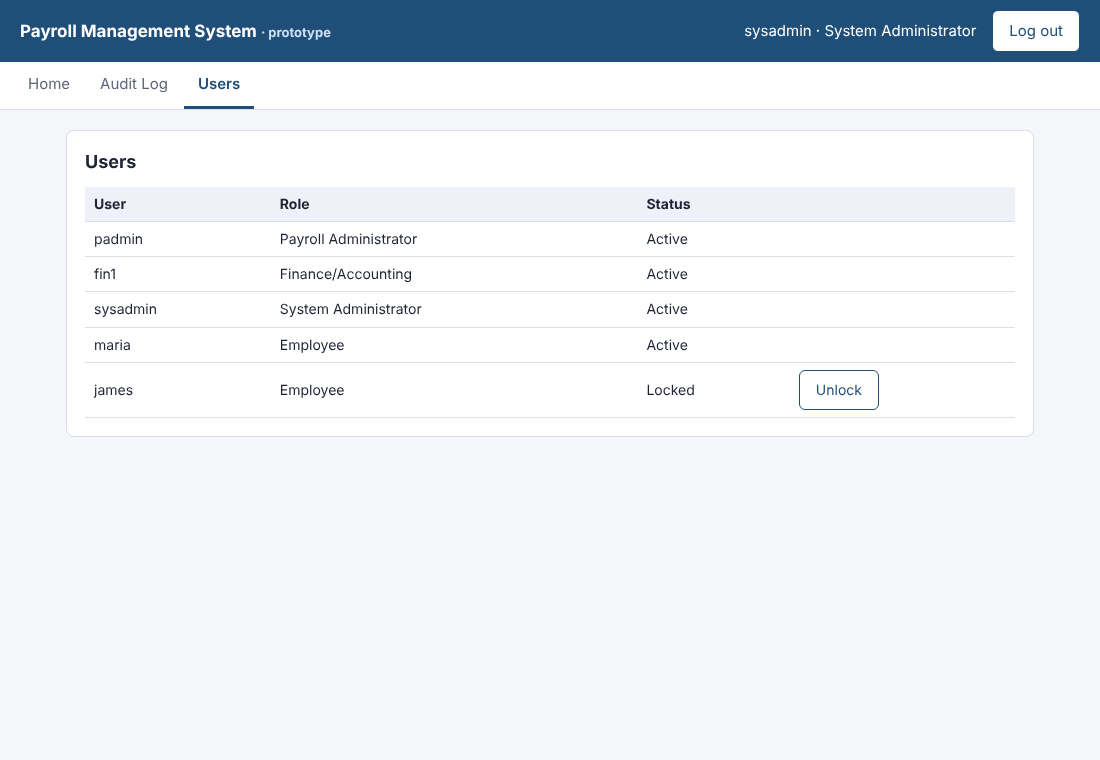 Payroll Management System · prototype
sysadmin · System Administrator
Log out
Home
Audit Log
Users
Users
User Role Status
padmin Payroll Administrator Active
fin1 Finance/Accounting Active
sysadmin System Administrator Active
maria Employee Active
james Employee Locked Unlock